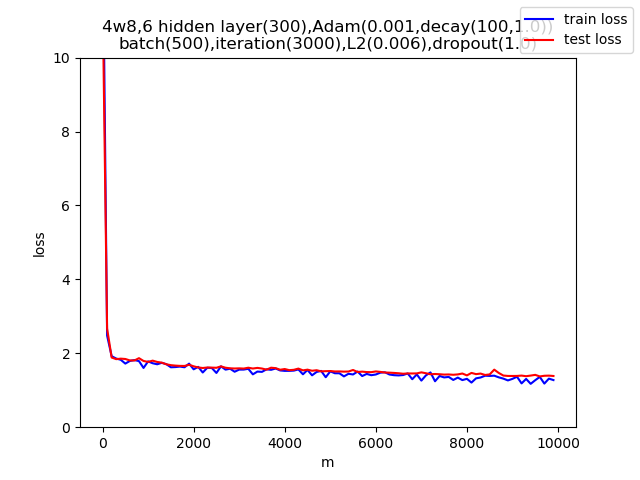 4w8,6 hidden layer(300),Adam(0.001,decay(100,1.0))
batch(500),iteration(3000),L2(0.006),dropout(1.0)
train loss
test loss
10
8
6
4
2
0
loss
0 2000 4000 6000 8000 10000
m